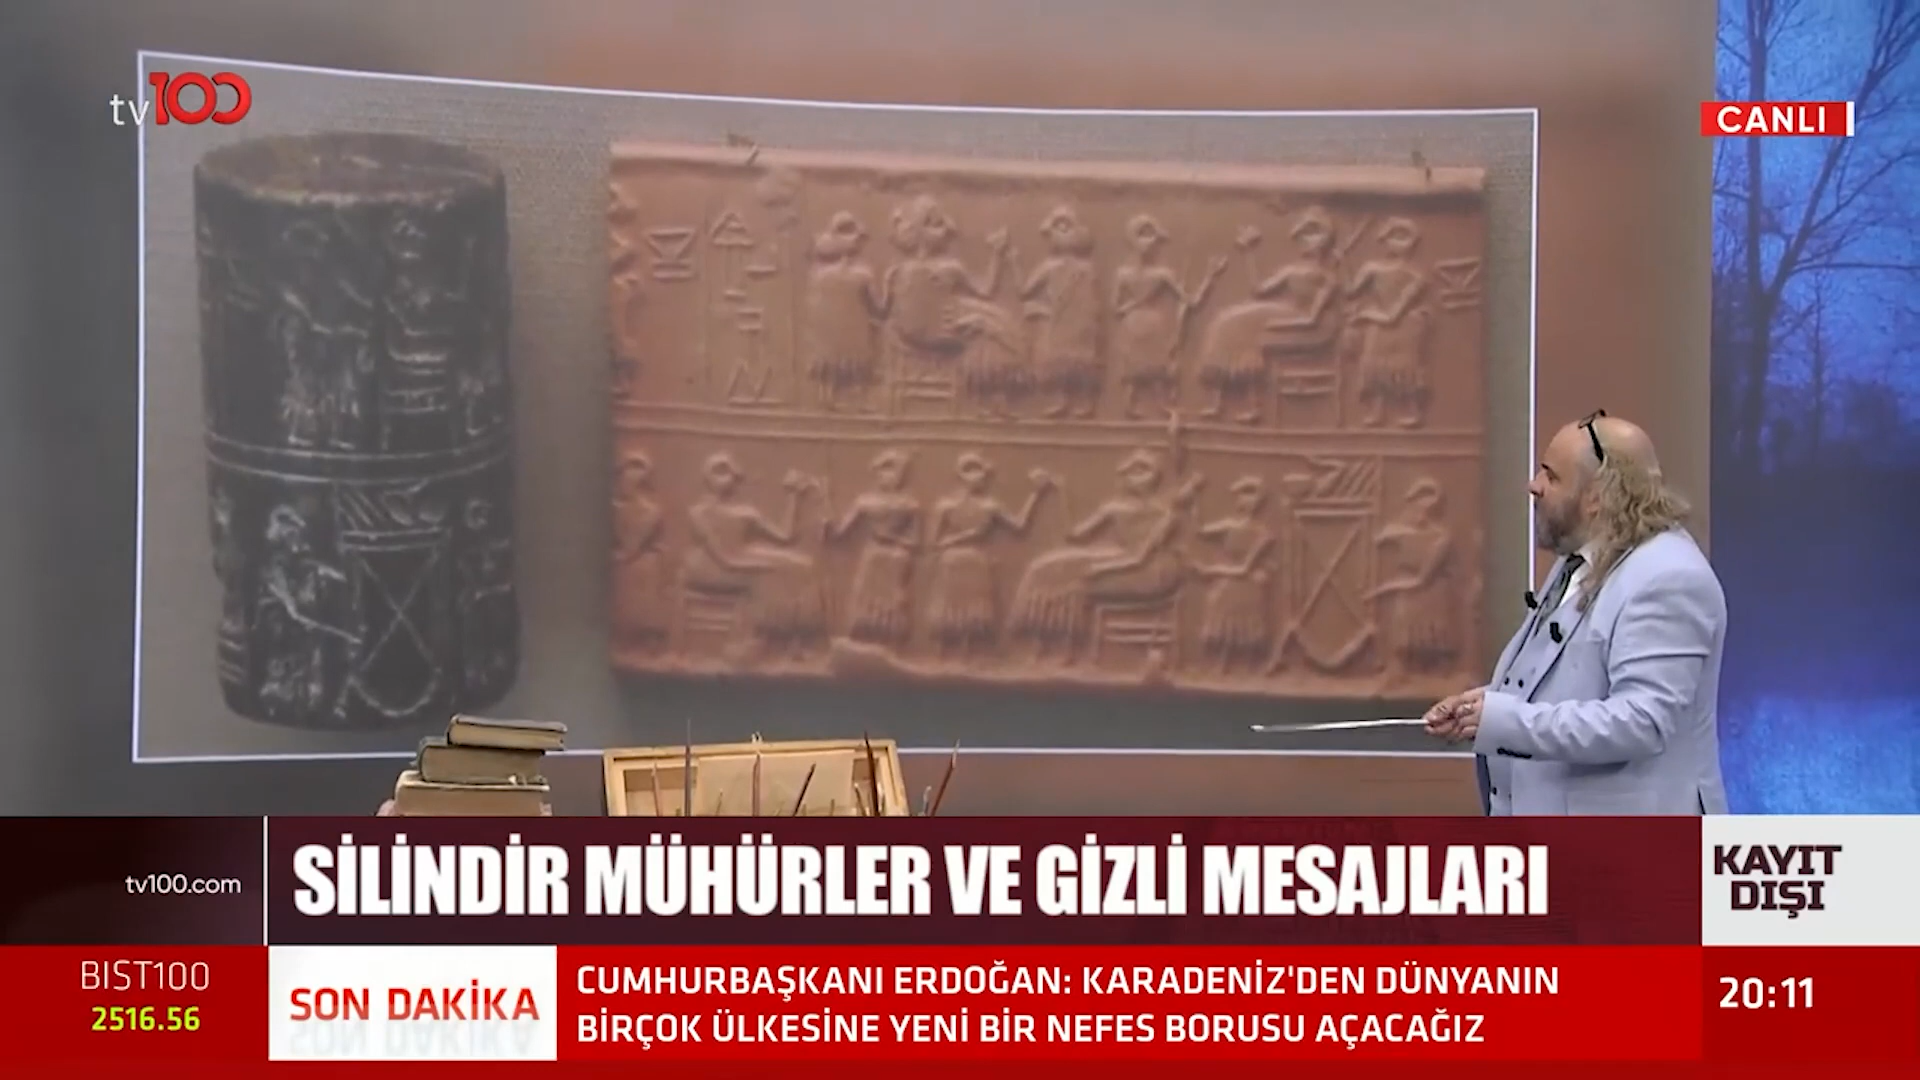 tv100
CANLI
tv100.com
SİLİNDİR MÜHÜRLER VE GİZLİ MESAJLARI
KAYIT
DIŞI
BIST100
2516.56
SON DAKİKA
CUMHURBAŞKANI ERDOĞAN: KARADENİZ'DEN DÜNYANIN
BİRÇOK ÜLKESİNE YENİ BİR NEFES BORUSU AÇACAĞIZ
20:11